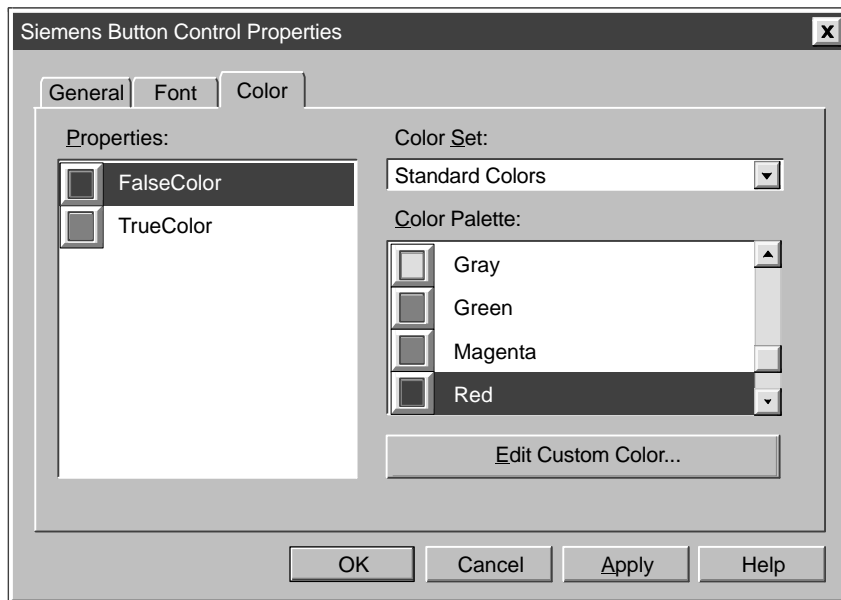 Siemens Button Control Properties
General Font Color
Properties:
FalseColor
TrueColor
Color Set:
Standard Colors
Color Palette:
Gray
Green
Magenta
Red
Edit Custom Color...
OK Cancel Apply Help